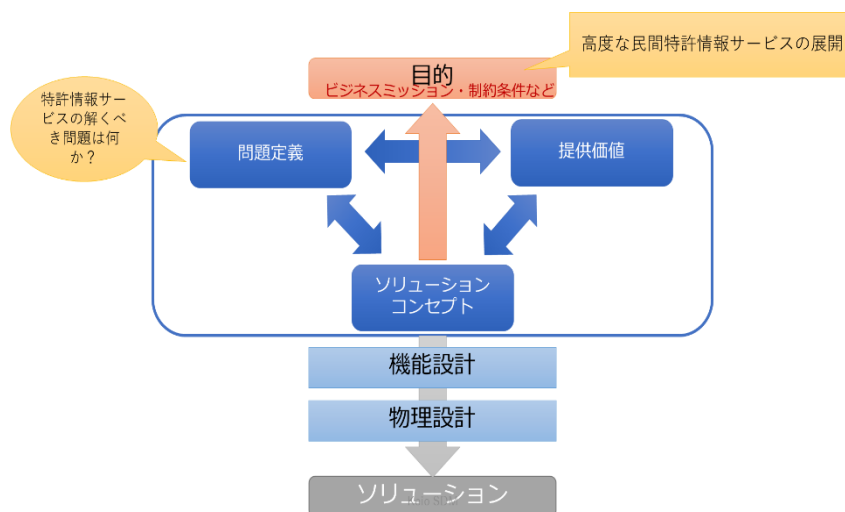 高度な民間特許情報サービスの展開
目的
ビジネスミッション・制約条件など
特許情報サー
ビスの解くべ
き問題は何
か？
問題定義
提供価値
ソリューション
コンセプト
機能設計
物理設計
ソリューション